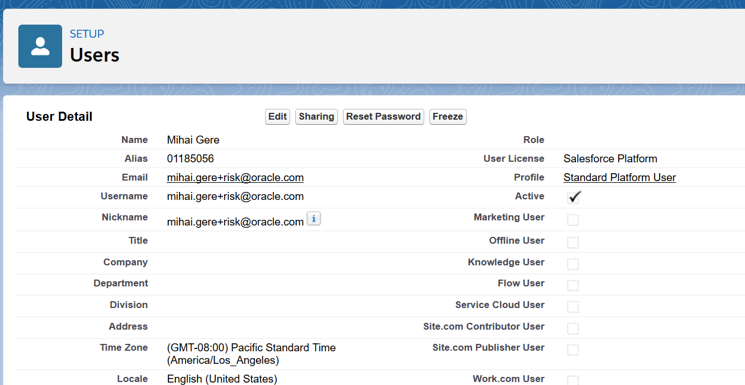 SETUP
Users
User Detail Edit Sharing Reset Password Freeze
Name Mihai Gere Role
Alias 01185056 User License Salesforce Platform
Email mihai.gere+risk@oracle.com Profile Standard Platform User
Username mihai.gere+risk@oracle.com Active
Nickname mihai.gere+risk@oracle.com i Marketing User
Title Offline User
Company Knowledge User
Department Flow User
Division Service Cloud User
Address Site.com Contributor User
Time Zone (GMT-08:00) Pacific Standard Time Site.com Publisher User
(America/Los_Angeles)
Locale English (United States) Work.com User